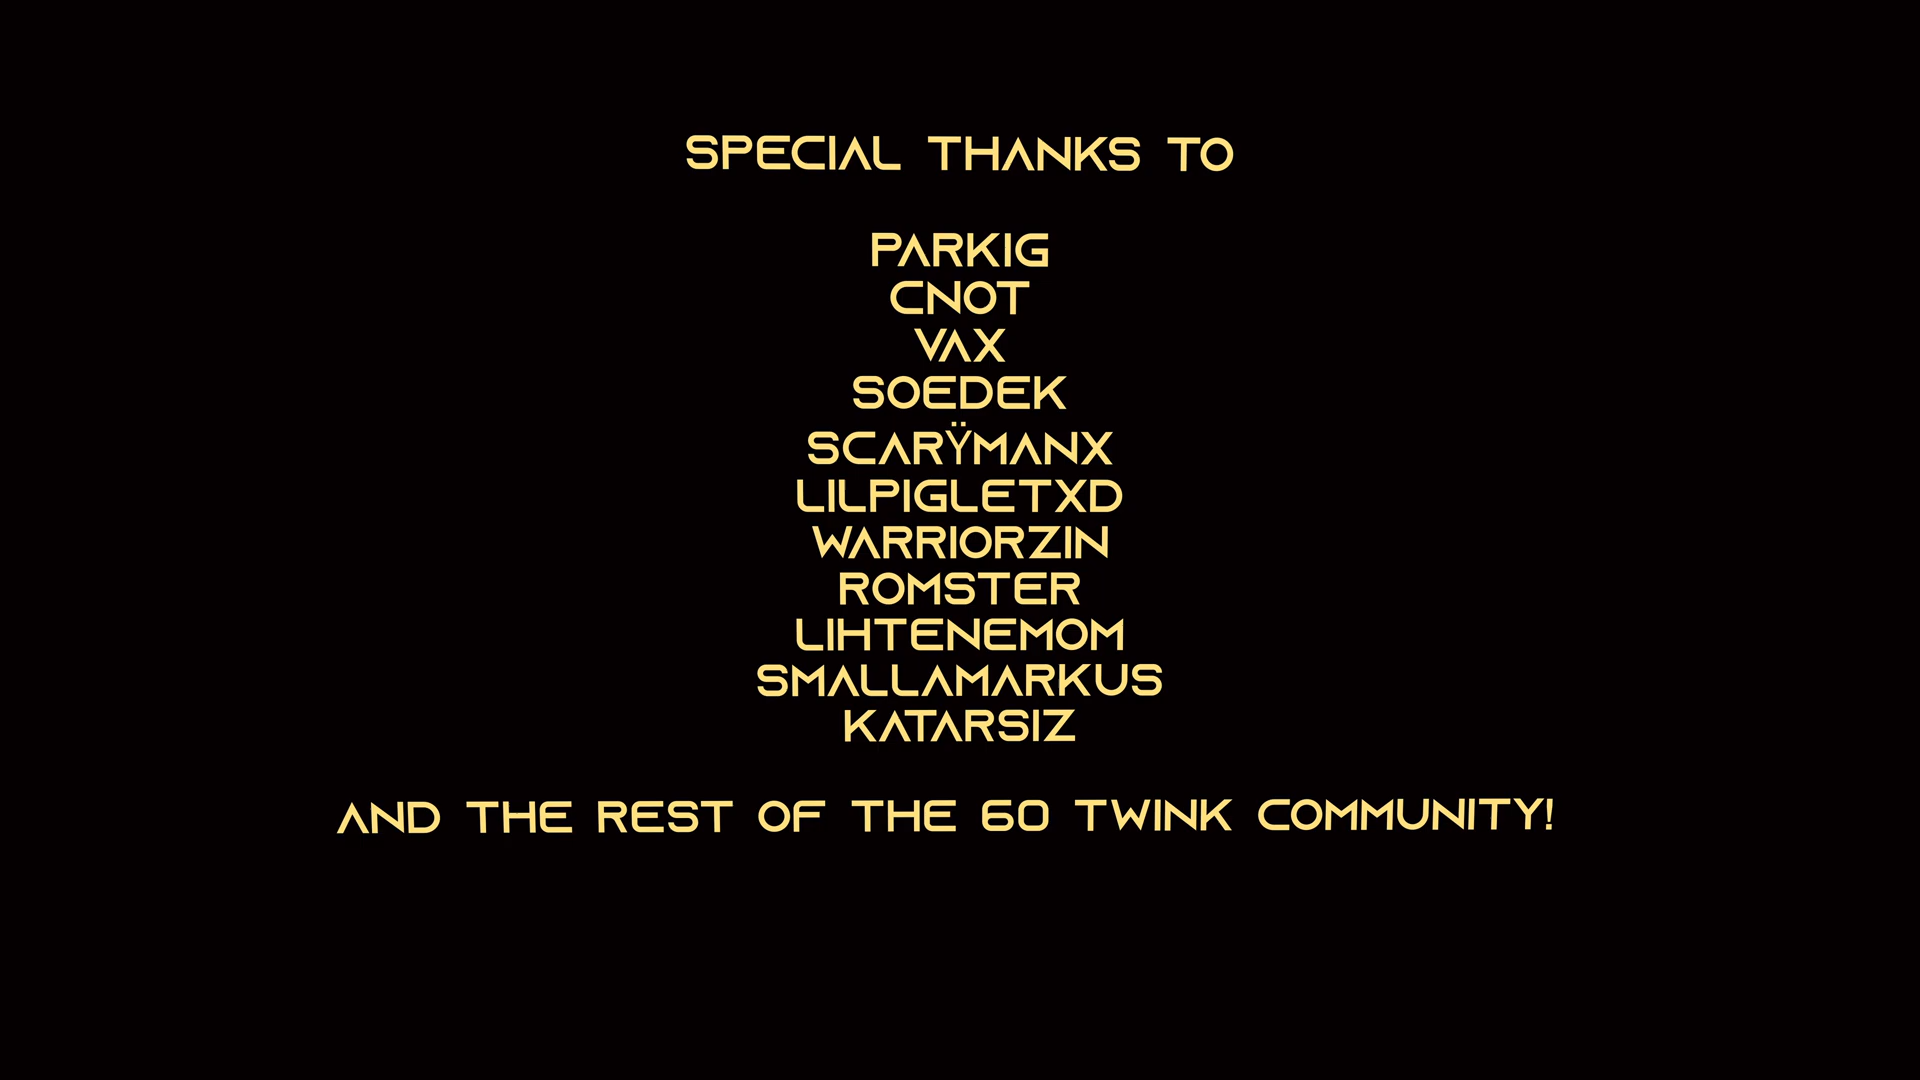 SPECIAL THANKS TO
PARKIG
CNOT
VAX
SOEDEK
SCARŸMANX
LILPIGLETXD
WARRIORZIN
ROMSTER
LIHTENEMOM
SMALLAMARKUS
KATARSIZ
AND THE REST OF THE 60 TWINK COMMUNITY!